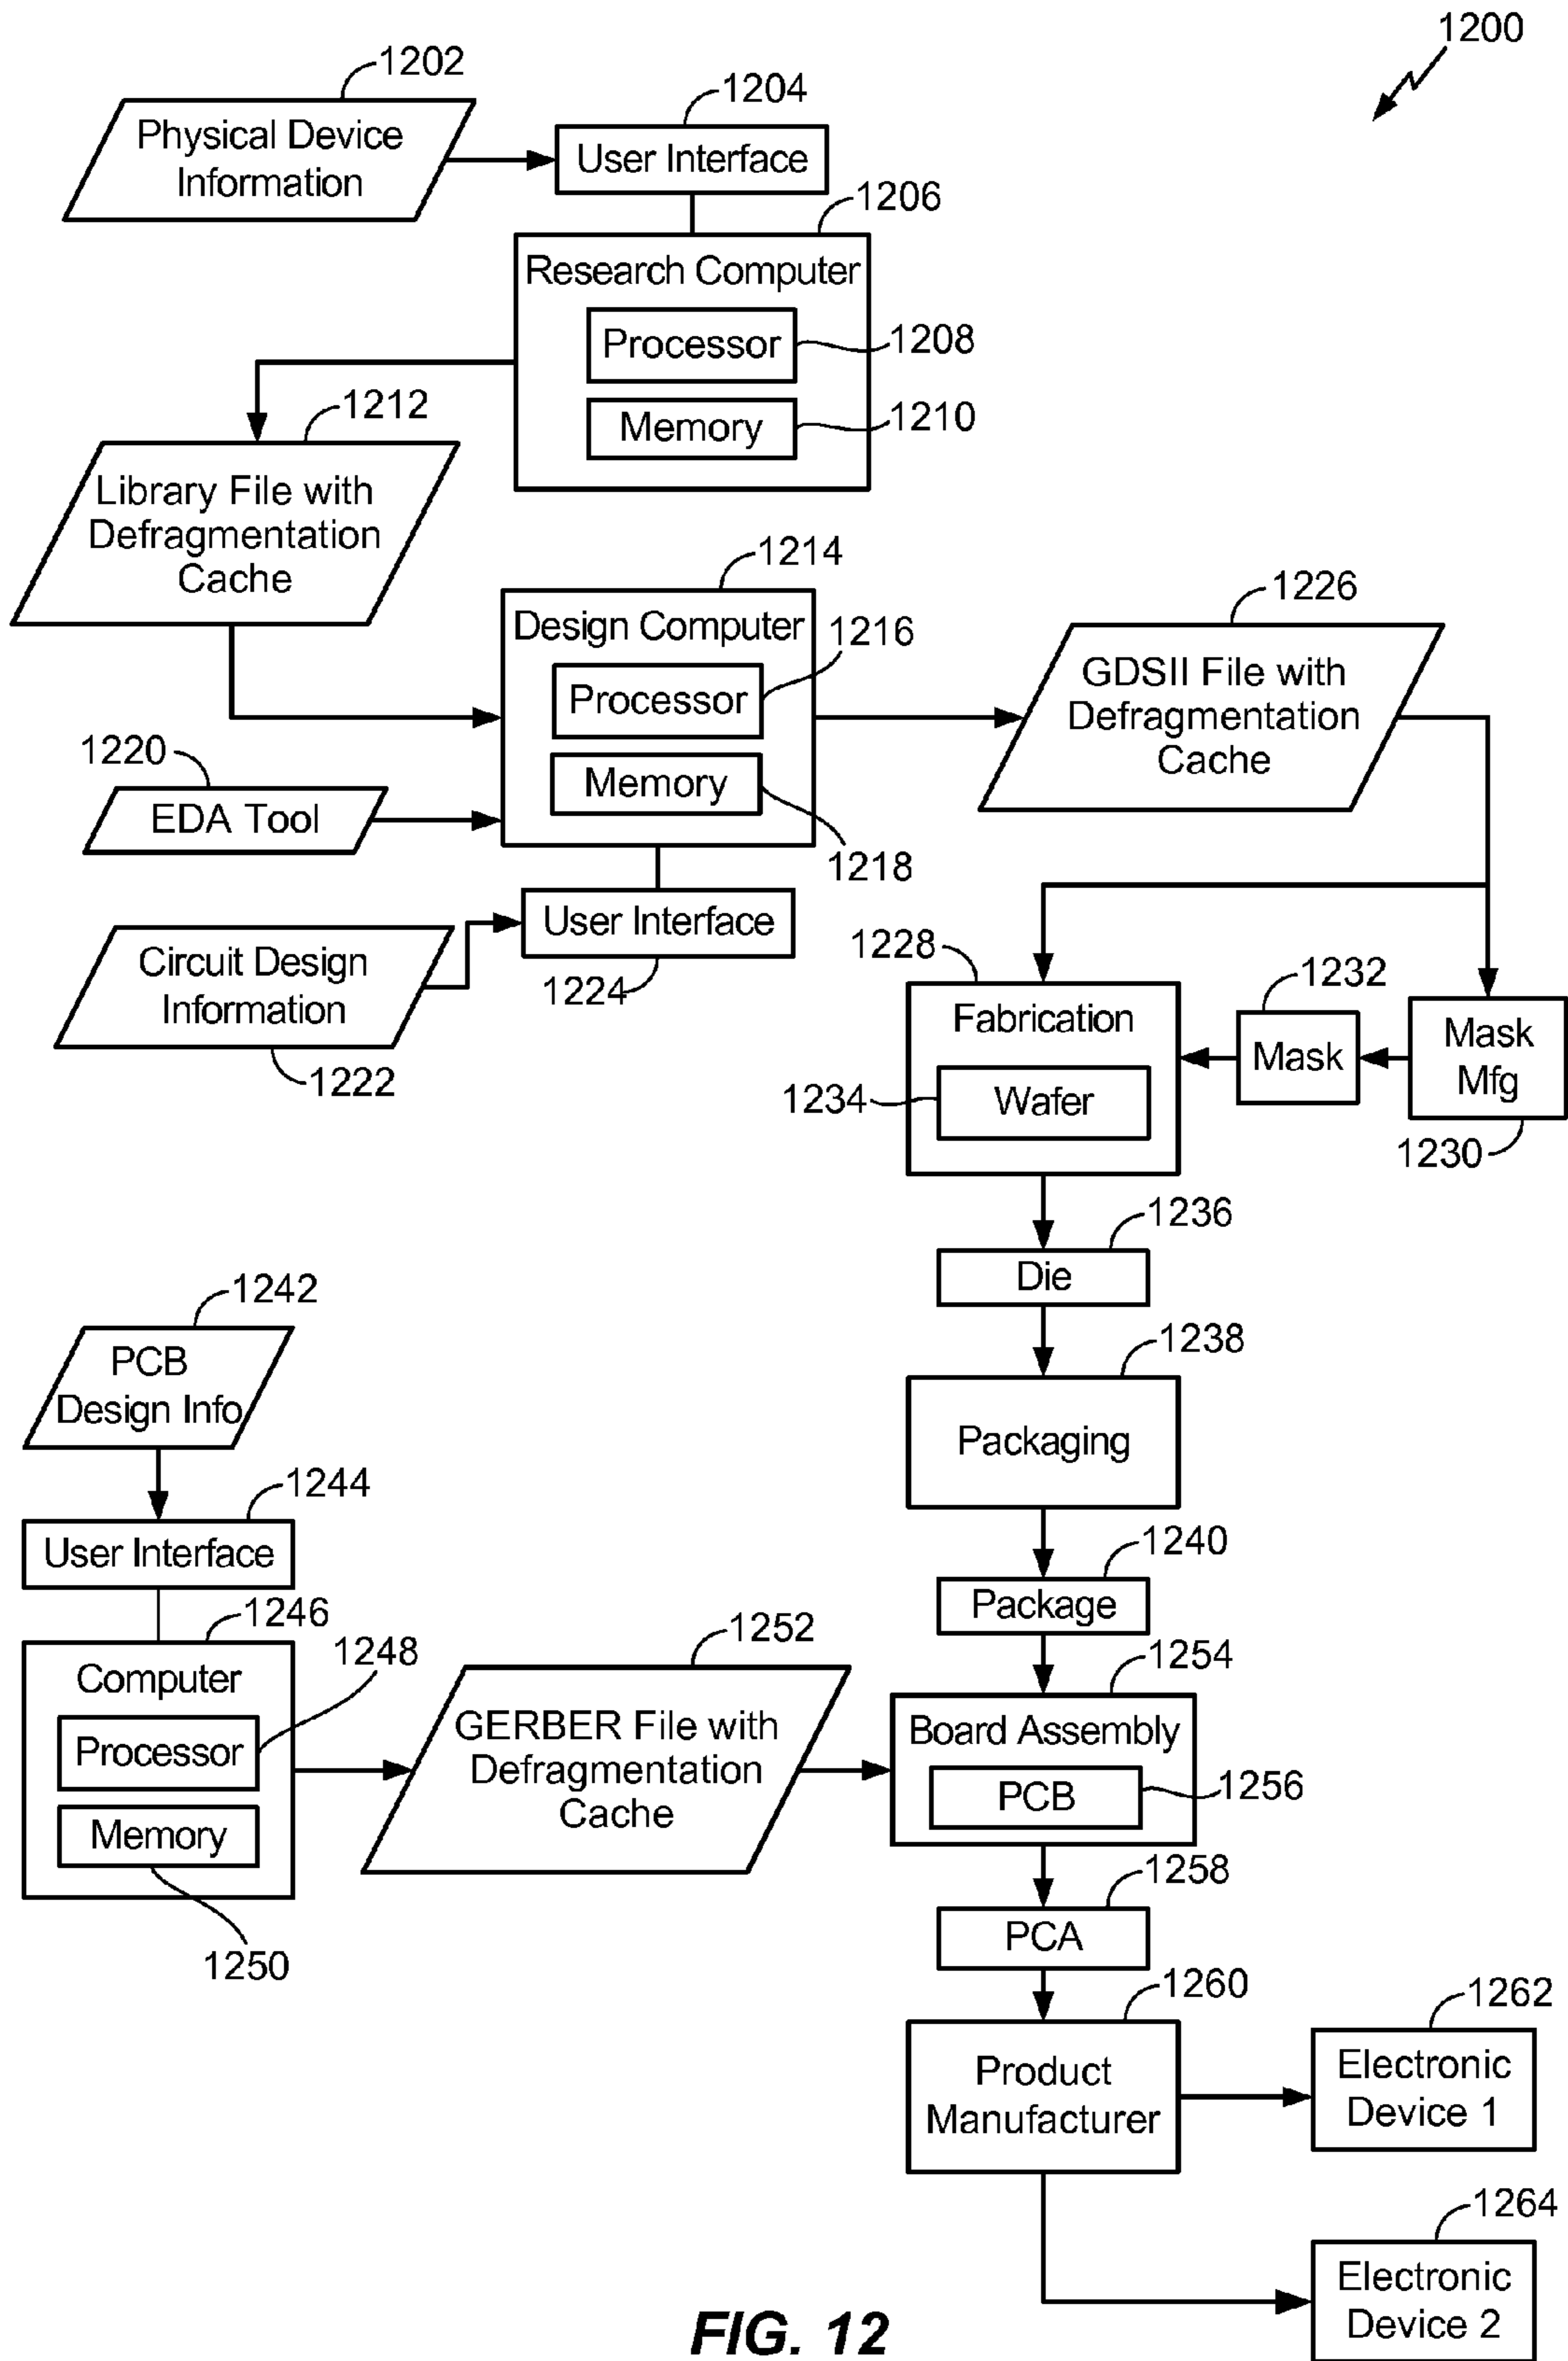 1200
1202
Physical Device
Information
1204
User Interface
1206
Research Computer
Processor
1208
Memory
1210
1212
Library File with
Defragmentation
Cache
1214
Design Computer
Processor
1216
Memory
1218
1220
EDA Tool
1226
GDSII File with
Defragmentation
Cache
User Interface
1224
Circuit Design
Information
1222
1228
Fabrication
1234
Wafer
1232
Mask
Mask
Mfg
1230
1236
Die
1238
Packaging
1240
Package
1242
PCB
Design Info
1244
User Interface
1246
Computer
1248
Processor
Memory
1250
1252
GERBER File with
Defragmentation
Cache
1254
Board Assembly
PCB
1256
1258
PCA
1260
Product
Manufacturer
1262
Electronic
Device 1
1264
Electronic
Device 2
FIG. 12